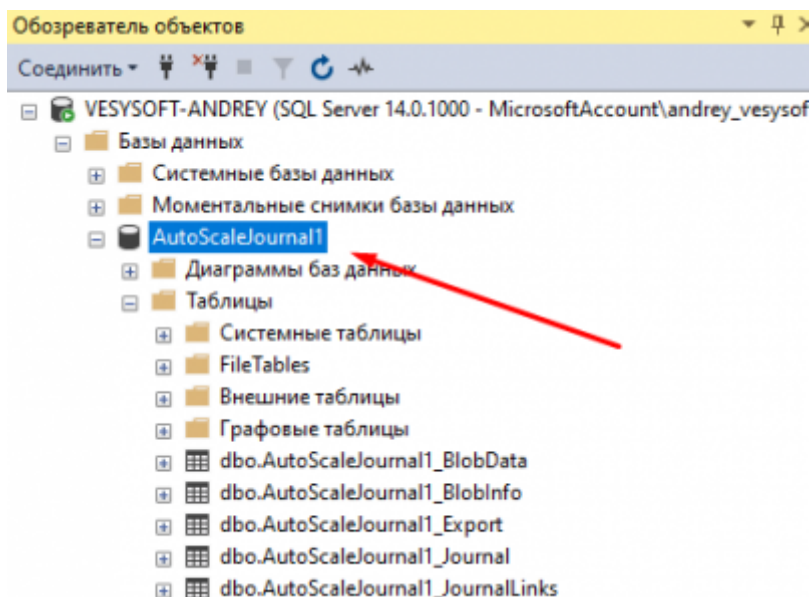 Обозреватель объектов
Соединить
VESYSOFT-ANDREY (SQL Server 14.0.1000 - MicrosoftAccount\andrey_vesysof
Базы данных
Системные базы данных
Моментальные снимки базы данных
AutoScaleJournal1
Диаграммы баз данных
Таблицы
Системные таблицы
FileTables
Внешние таблицы
Графовые таблицы
dbo.AutoScaleJournal1_BlobData
dbo.AutoScaleJournal1_BlobInfo
dbo.AutoScaleJournal1_Export
dbo.AutoScaleJournal1_Journal
dbo.AutoScaleJournal1_JournalLinks